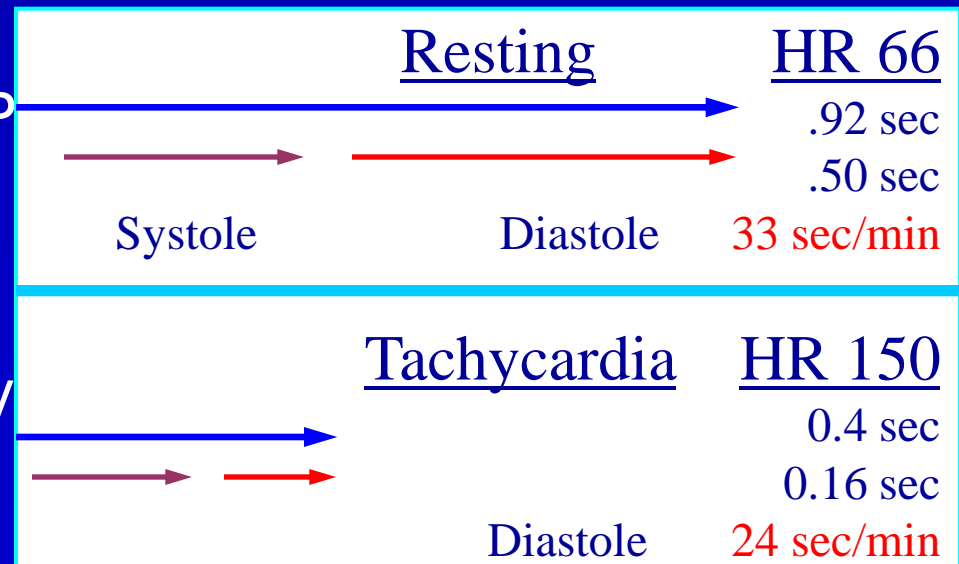 Resting HR 66
.92 sec
.50 sec
Systole Diastole 33 sec/min
Tachycardia HR 150
0.4 sec
0.16 sec
Diastole 24 sec/min